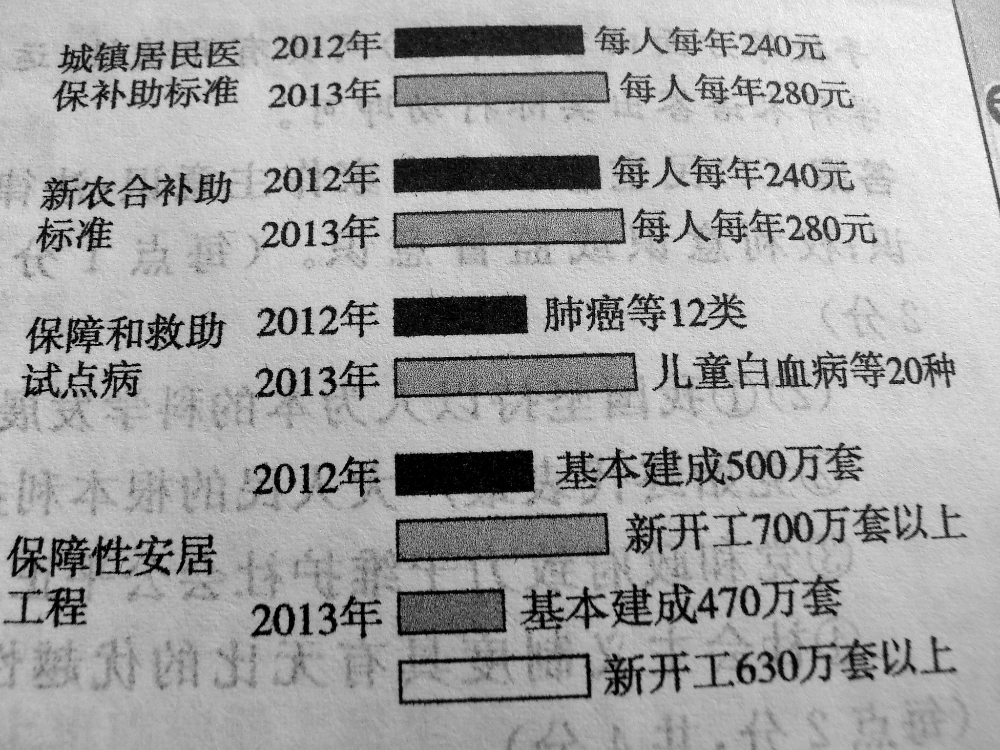 城镇居民医 2012年 每人每年240元
保补助标准 2013年 每人每年280元
新农合补助 2012年 每人每年240元
标准 2013年 每人每年280元
保障和救助 2012年 肺癌等12类
试点病 2013年 儿童白血病等20种
2012年 基本建成500万套
新开工700万套以上
保障性安居
工程 2013年 基本建成470万套
新开工630万套以上